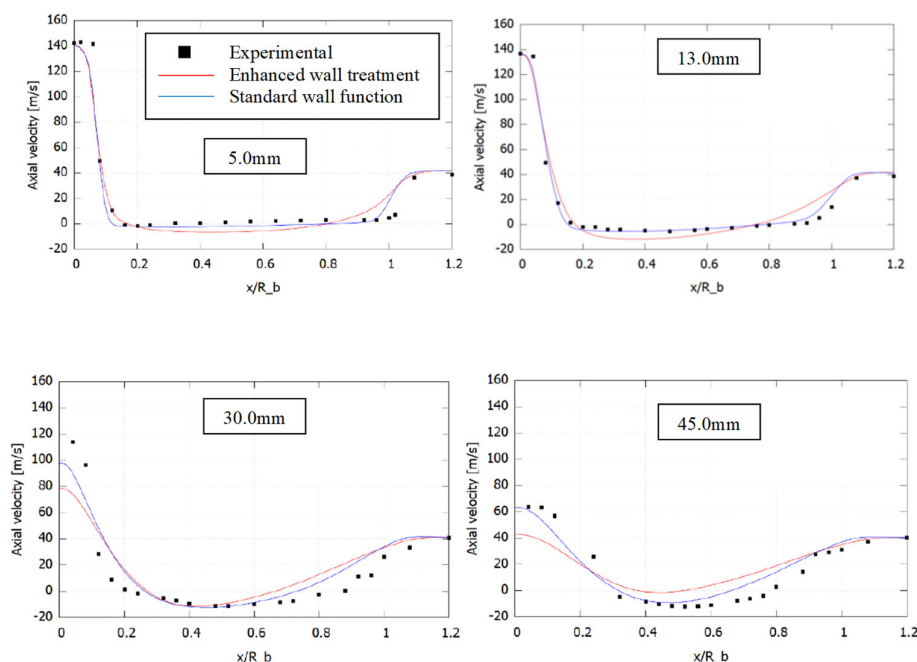 160
140
120
100
80
60
40
20
0
-20
Axial velocity [m/s]
Experimental
Enhanced wall treatment
Standard wall function
5.0mm
0 0.2 0.4 0.6 0.8 1 1.2
x/R_b
160
140
120
100
80
60
40
20
0
-20
Axial velocity [m/s]
13.0mm
0 0.2 0.4 0.6 0.8 1 1.2
x/R_b
160
140
120
100
80
60
40
20
0
-20
Axial velocity [m/s]
30.0mm
0 0.2 0.4 0.6 0.8 1 1.2
x/R_b
160
140
120
100
80
60
40
20
0
-20
Axial velocity [m/s]
45.0mm
0 0.2 0.4 0.6 0.8 1 1.2
x/R_b